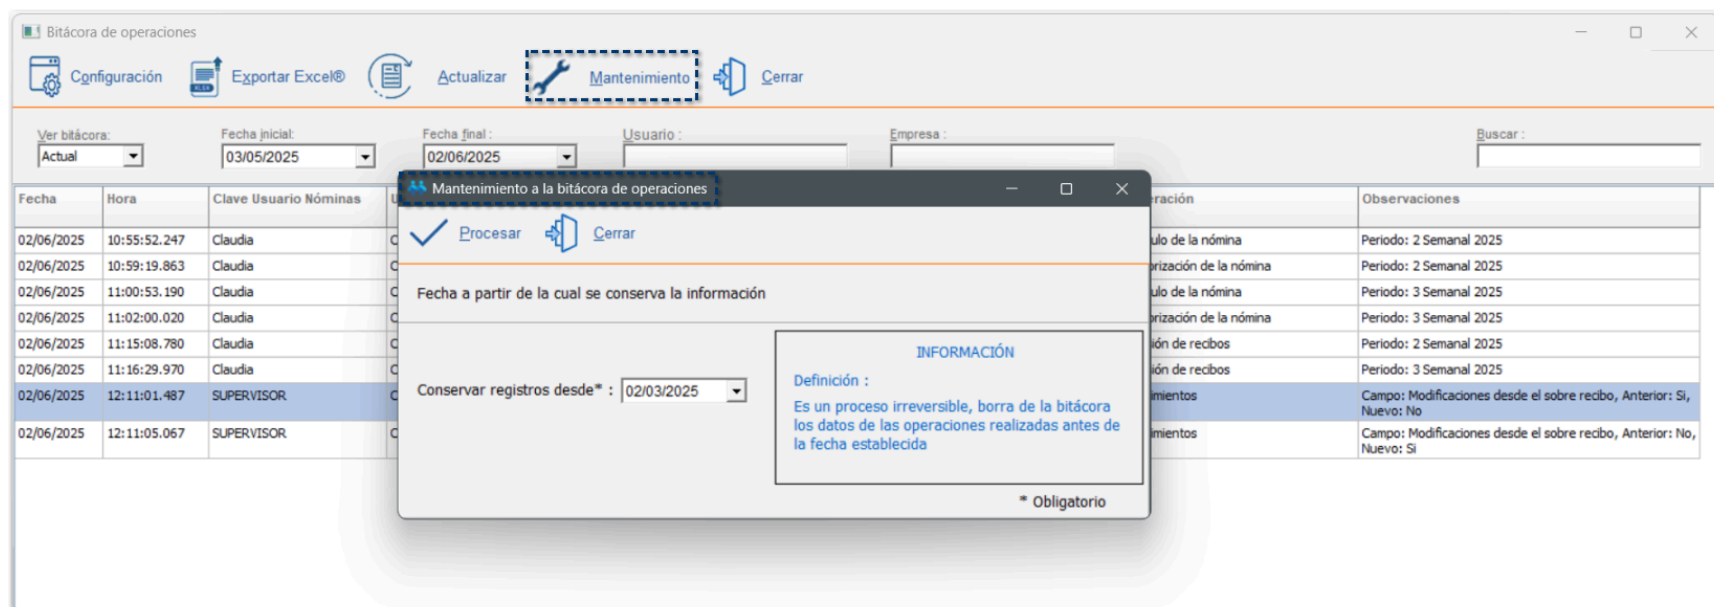 Bitácora de operaciones
Configuración
Exportar Excel®
Actualizar
Mantenimiento
Cerrar
Ver bitácora:
Fecha inicial:
Fecha final :
Usuario :
Empresa :
Buscar :
Actual
03/05/2025
02/06/2025
Mantenimiento a la bitácora de operaciones
Procesar
Cerrar
Fecha a partir de la cual se conserva la información
Conservar registros desde* : 02/03/2025
INFORMACIÓN
Definición :
Es un proceso irreversible, borra de la bitácora
los datos de las operaciones realizadas antes de
la fecha establecida
* Obligatorio
Fecha Hora Clave Usuario Nóminas U eración Observaciones
02/06/2025 10:55:52.247 Claudia C ulo de la nómina Periodo: 2 Semanal 2025
02/06/2025 10:59:19.863 Claudia C orización de la nómina Periodo: 2 Semanal 2025
02/06/2025 11:00:53.190 Claudia C ulo de la nómina Periodo: 3 Semanal 2025
02/06/2025 11:02:00.020 Claudia C orización de la nómina Periodo: 3 Semanal 2025
02/06/2025 11:15:08.780 Claudia C ión de recibos Periodo: 2 Semanal 2025
02/06/2025 11:16:29.970 Claudia C ión de recibos Periodo: 3 Semanal 2025
02/06/2025 12:11:01.487 SUPERVISOR C imientos Campo: Modificaciones desde el sobre recibo, Anterior: Si,
Nuevo: No
02/06/2025 12:11:05.067 SUPERVISOR C imientos Campo: Modificaciones desde el sobre recibo, Anterior: No,
Nuevo: Si